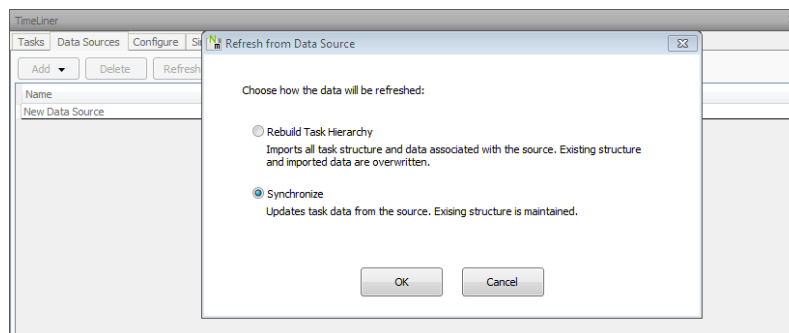 TimeLiner
Tasks Data Sources Configure
Refresh from Data Source
Add Delete Refresh
Name
New Data Source
Choose how the data will be refreshed:
Rebuild Task Hierarchy
Imports all task structure and data associated with the source. Existing structure
and imported data are overwritten.
Synchronize
Updates task data from the source. Exising structure is maintained.
OK Cancel